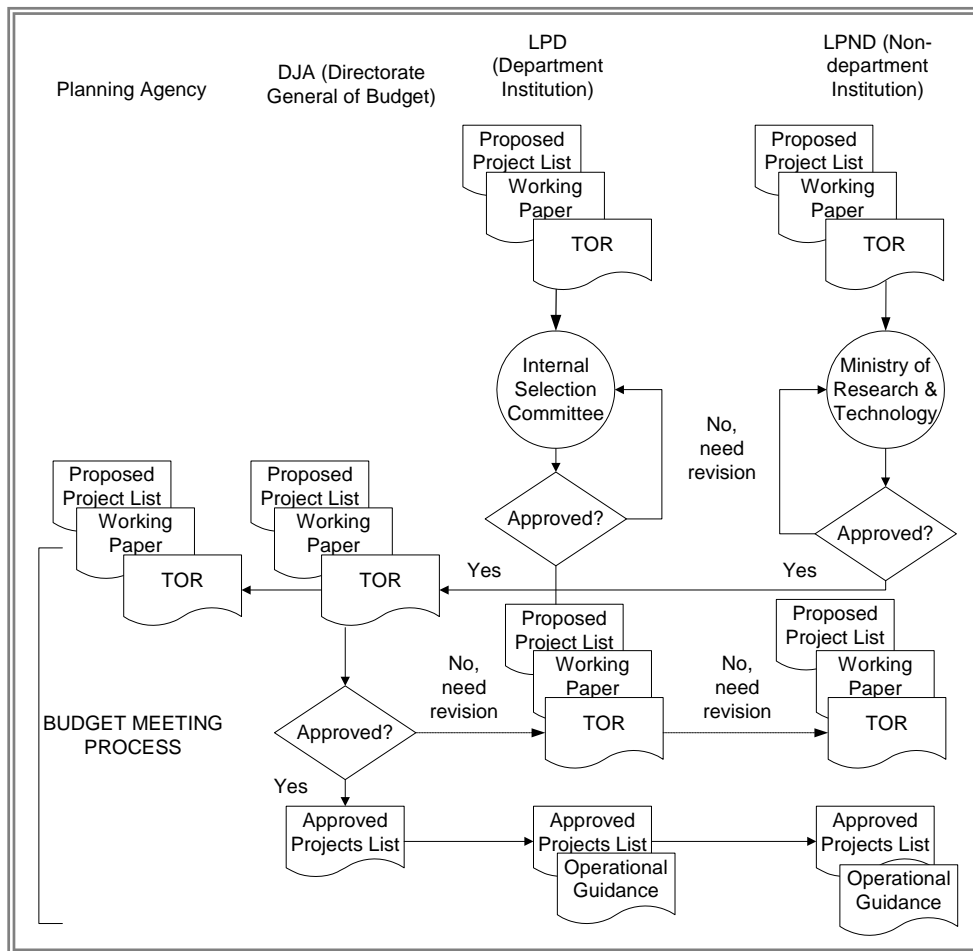 Planning Agency
DJA (Directorate
General of Budget)
LPD
(Department
Institution)
LPND (Non-
department
Institution)
Proposed
Project List
Working
Paper
TOR
Proposed
Project List
Working
Paper
TOR
Internal
Selection
Committee
Ministry of
Research &
Technology
No,
need
revision
Approved?
Approved?
Proposed
Project List
Working
Paper
TOR
Proposed
Project List
Working
Paper
TOR
Yes
Yes
Proposed
Project List
Working
Paper
TOR
Proposed
Project List
Working
Paper
TOR
No,
need
revision
No,
need
revision
BUDGET MEETING
PROCESS
Approved?
Yes
Approved
Projects List
Approved
Projects List
Operational
Guidance
Approved
Projects List
Operational
Guidance